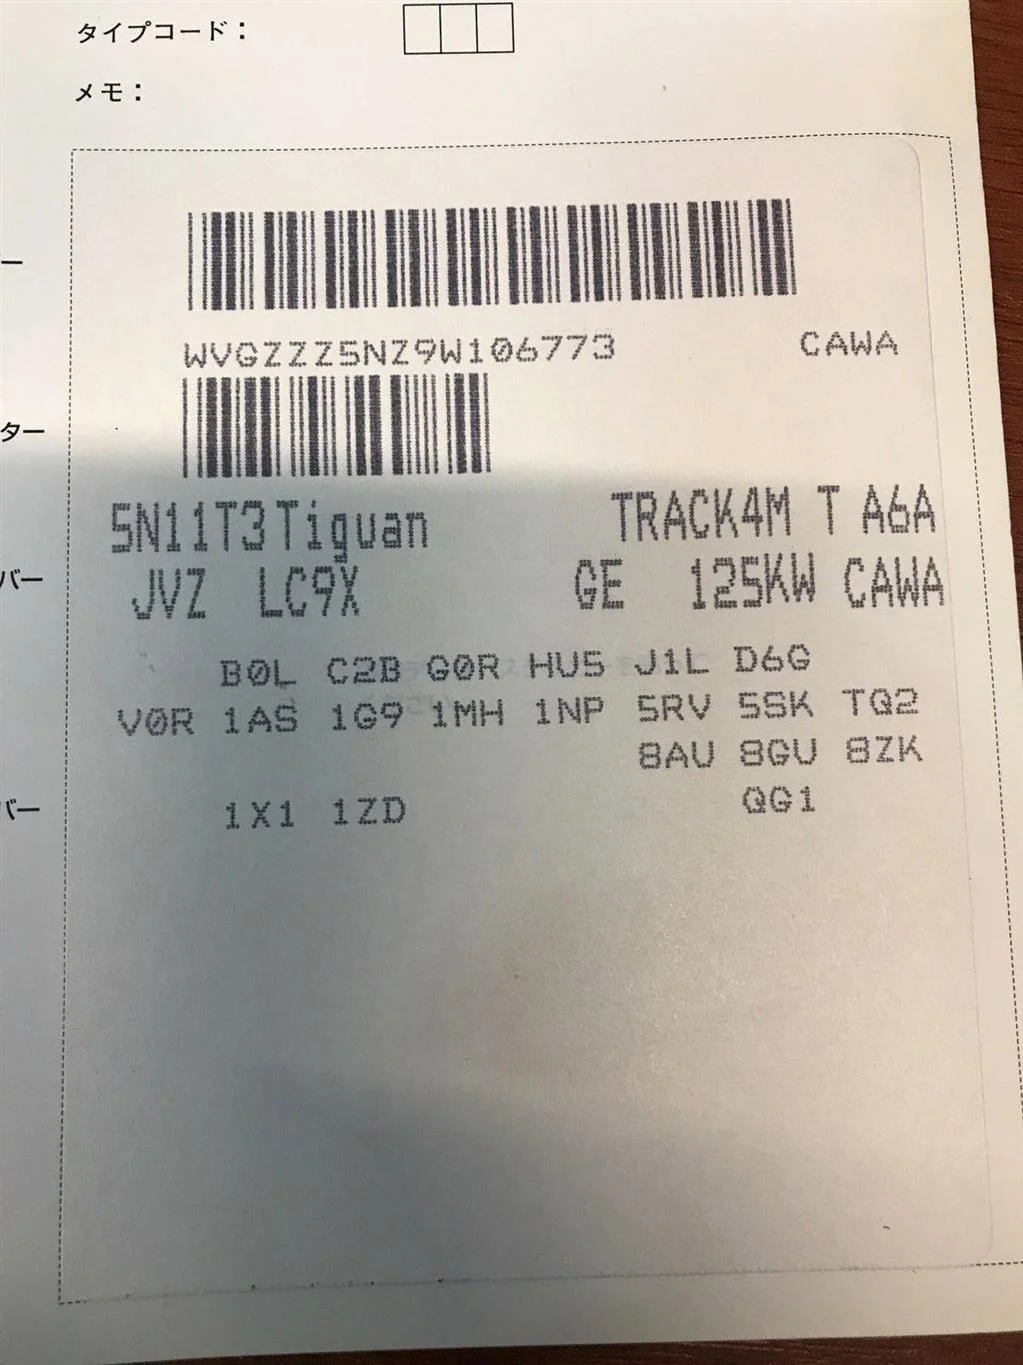 タイプコード：
メモ：
ー
WVGZZZ5NZ9W106773 CAWA
ター
5N11T3 Tiguan TRACK4M T A6A
バー
JVZ LC9X GE 125KW CAWA
B0L C2B G0R HU5 J1L D6G
V0R 1AS 1G9 1MH 1NP 5RV 5SK TQ2
8AU 8GU 8ZK
バー
1X1 1ZD QG1